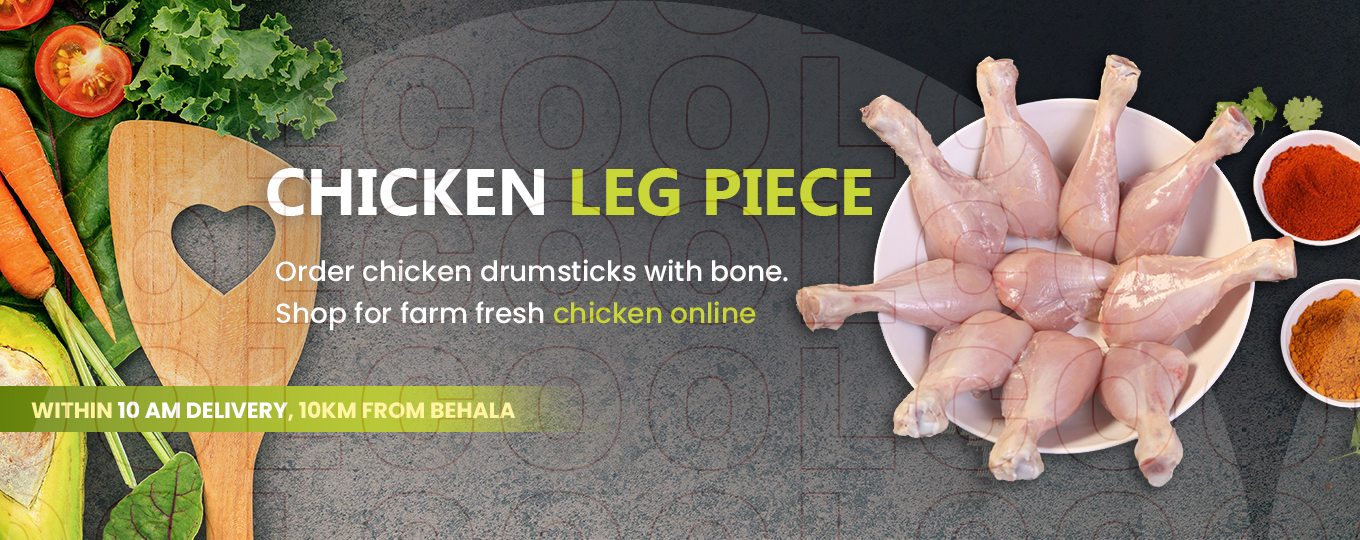 CHICKEN LEG PIECE
Order chicken drumsticks with bone.
Shop for farm fresh chicken online
WITHIN 10 AM DELIVERY, 10KM FROM BEHALA